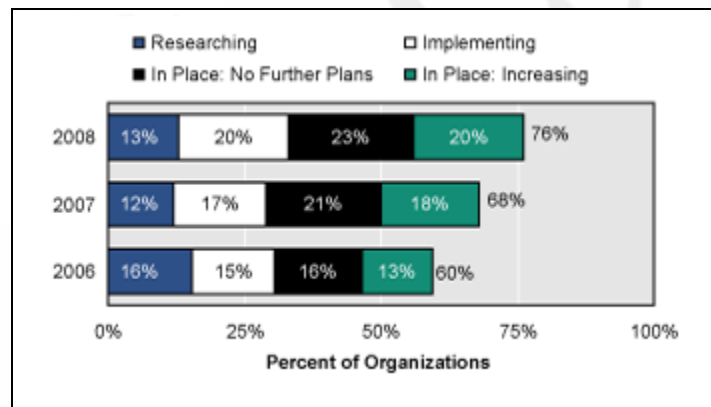 Researching Implementing
In Place: No Further Plans In Place: Increasing
2008 13% 20% 23% 20% 76%
2007 12% 17% 21% 18% 68%
2006 16% 15% 16% 13% 60%
0% 25% 50% 75% 100%
Percent of Organizations